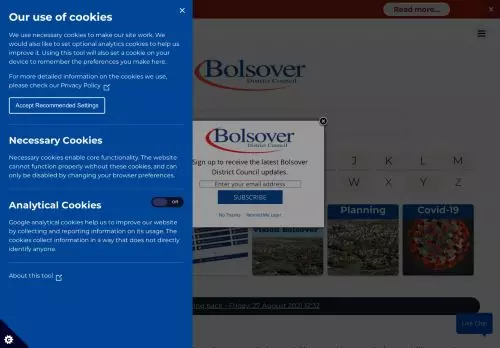 Our use of cookies
We use necessary cookies to make our site work. We
would also like to set optional analytics cookies to help us
improve it. Using this tool will also set a cookie on your
device to remember the preferences you make here.
For more detailed information on the cookies we use,
please check our Privacy Policy
Accept Recommended Settings
Necessary Cookies
Necessary cookies enable core functionality. The website
cannot function properly without these cookies, and can
only be disabled by changing your browser preferences.
Analytical Cookies
Off
Google analytical cookies help us to improve our website
by collecting and reporting information on its usage. The
cookies collect information in a way that does not directly
identify anyone.
About this tool
Read more...
Bolsover
District Council
Bolsover
District Council
Sign up to receive the latest Bolsover
District Council updates.
Enter your email address
SUBSCRIBE
No Thanks Remind Me Later
J K L M
W X Y Z
Vision Bolsover
Planning
Covid-19
- Friday 27 August 2021 12:32
Live Chat